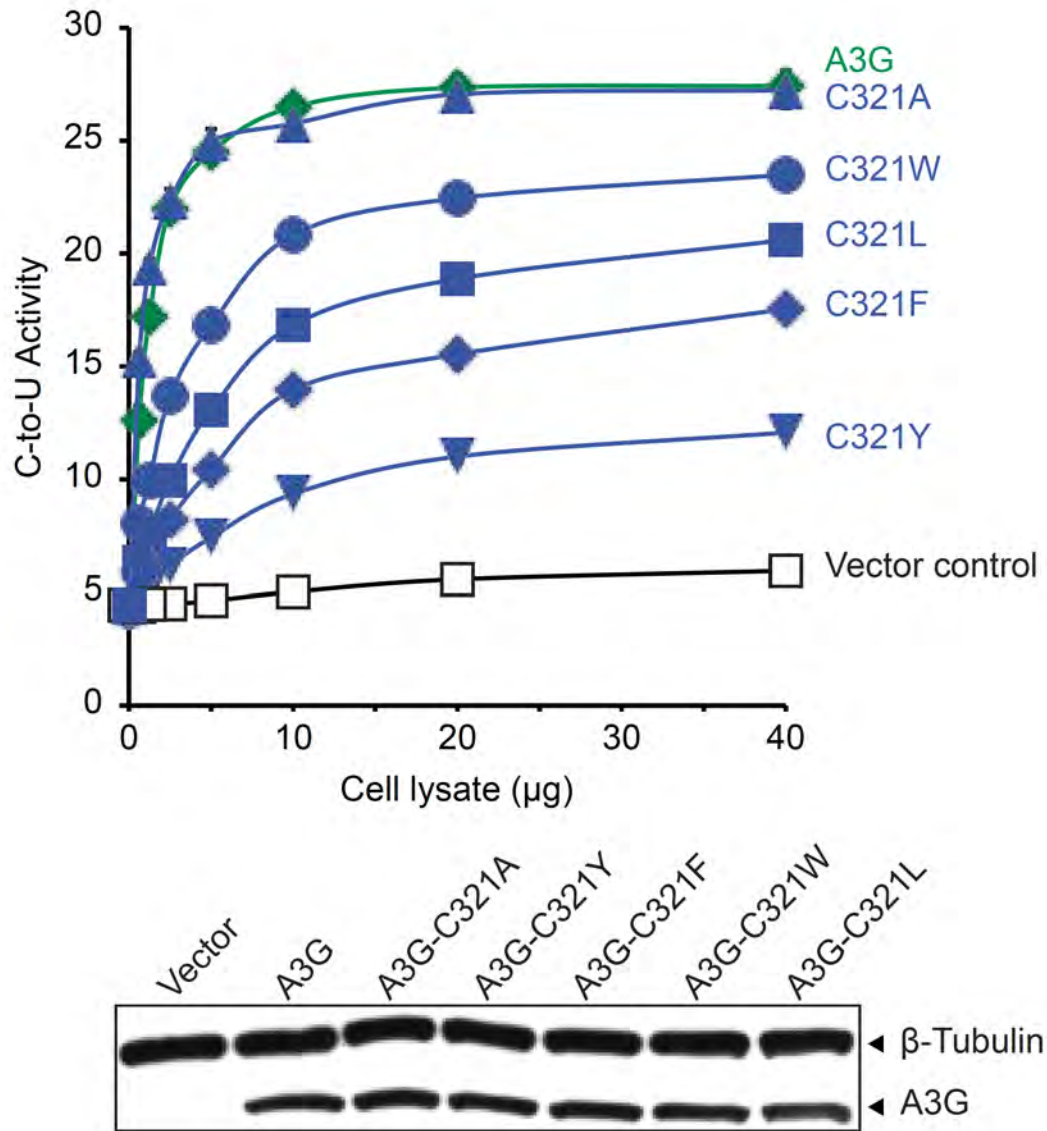 30
25
20
15
10
5
0
C-to-U Activity
A3G
C321A
C321W
C321L
C321F
C321Y
Vector control
0 10 20 30 40
Cell lysate (µg)
Vector
A3G
A3G-C321A
A3G-C321Y
A3G-C321F
A3G-C321W
A3G-C321L
◄ β-Tubulin
◄ A3G